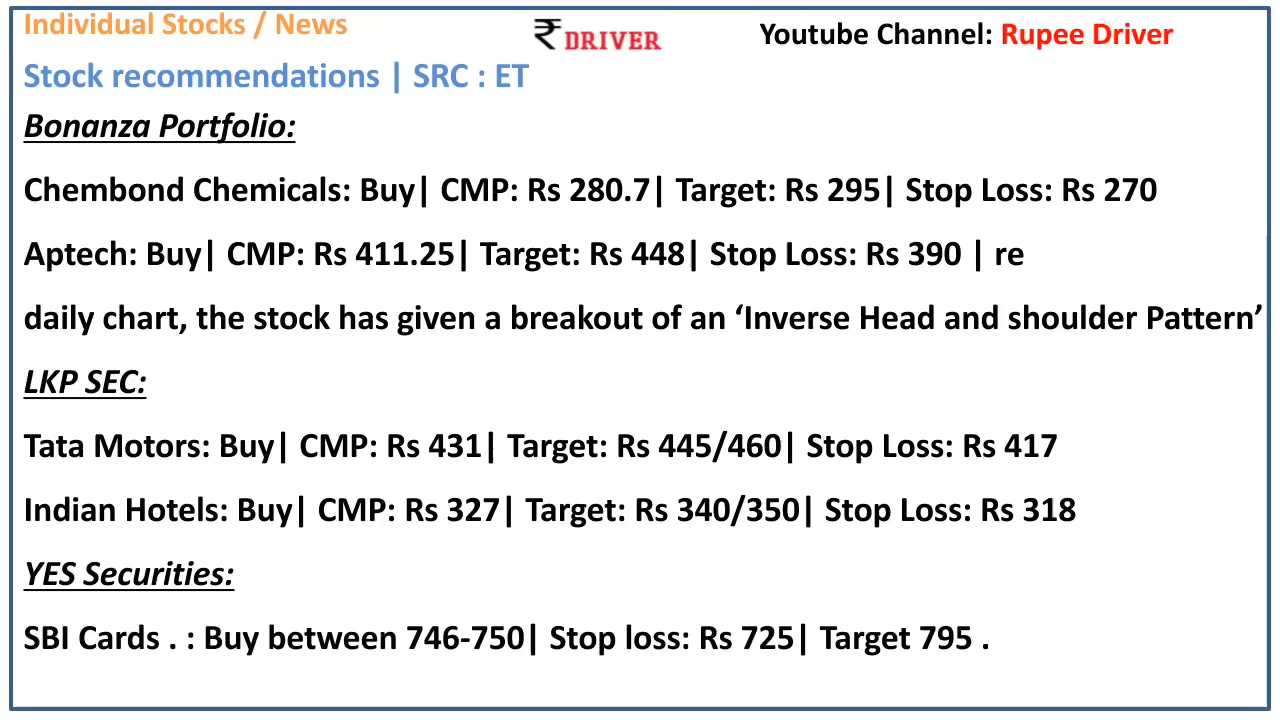 Individual Stocks / News
₹ DRIVER
Youtube Channel: Rupee Driver
Stock recommendations | SRC : ET
Bonanza Portfolio:
Chembond Chemicals: Buy| CMP: Rs 280.7| Target: Rs 295| Stop Loss: Rs 270
Aptech: Buy| CMP: Rs 411.25| Target: Rs 448| Stop Loss: Rs 390 | re
daily chart, the stock has given a breakout of an ‘Inverse Head and shoulder Pattern’
LKP SEC:
Tata Motors: Buy| CMP: Rs 431| Target: Rs 445/460| Stop Loss: Rs 417
Indian Hotels: Buy| CMP: Rs 327| Target: Rs 340/350| Stop Loss: Rs 318
YES Securities:
SBI Cards . : Buy between 746-750| Stop loss: Rs 725| Target 795 .